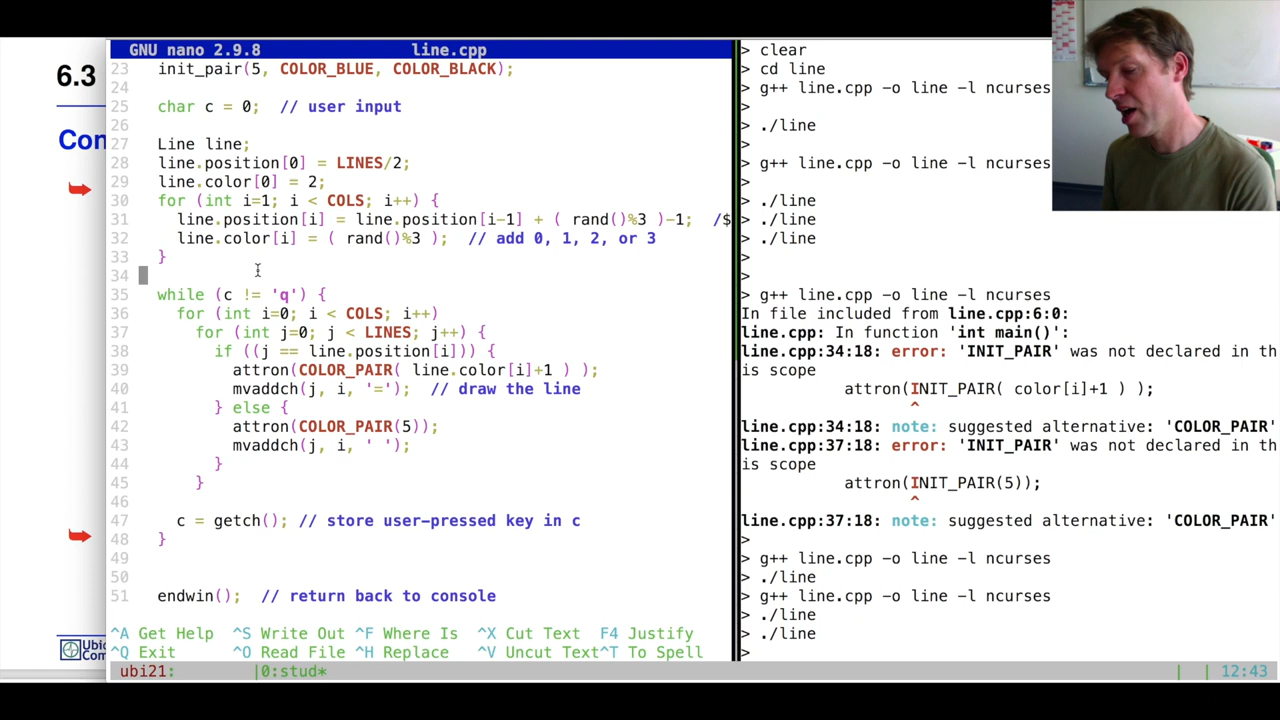 6.3
Con
GNU nano 2.9.8 line.cpp
23 init_pair(5, COLOR_BLUE, COLOR_BLACK);
24
25 char c = 0; // user input
26
27 Line line;
28 line.position[0] = LINES/2;
29 line.color[0] = 2;
30 for (int i=1; i < COLS; i++) {
31 line.position[i] = line.position[i-1] + ( rand()%3 )-1; /$
32 line.color[i] = ( rand()%3 ); // add 0, 1, 2, or 3
33 }
34
35 while (c != 'q') {
36 for (int i=0; i < COLS; i++)
37 for (int j=0; j < LINES; j++) {
38 if ((j == line.position[i])) {
39 attron(COLOR_PAIR( line.color[i]+1 ) );
40 mvaddch(j, i, '='); // draw the line
41 } else {
42 attron(COLOR_PAIR(5));
43 mvaddch(j, i, ' ');
44 }
45 }
46
47 c = getch(); // store user-pressed key in c
48 }
49
50
51 endwin(); // return back to console
^A Get Help ^S Write Out ^F Where Is ^X Cut Text F4 Justify
^Q Exit ^O Read File ^H Replace ^V Uncut Text ^T To Spell
ubi21: |0:stud* | | 12:43
> clear
> cd line
> g++ line.cpp -o line -l ncurses
>
> ./line
>
> g++ line.cpp -o line -l ncurses
>
> ./line
> ./line
> ./line
>
>
> g++ line.cpp -o line -l ncurses
In file included from line.cpp:6:0:
line.cpp: In function 'int main()':
line.cpp:34:18: error: 'INIT_PAIR' was not declared in th
is scope
attron(INIT_PAIR( color[i]+1 ) );
^
line.cpp:34:18: note: suggested alternative: 'COLOR_PAIR'
line.cpp:37:18: error: 'INIT_PAIR' was not declared in th
is scope
attron(INIT_PAIR(5));
^
line.cpp:37:18: note: suggested alternative: 'COLOR_PAIR'
>
> g++ line.cpp -o line -l ncurses
> ./line
> g++ line.cpp -o line -l ncurses
> ./line
> ./line
>
Ubi
Com